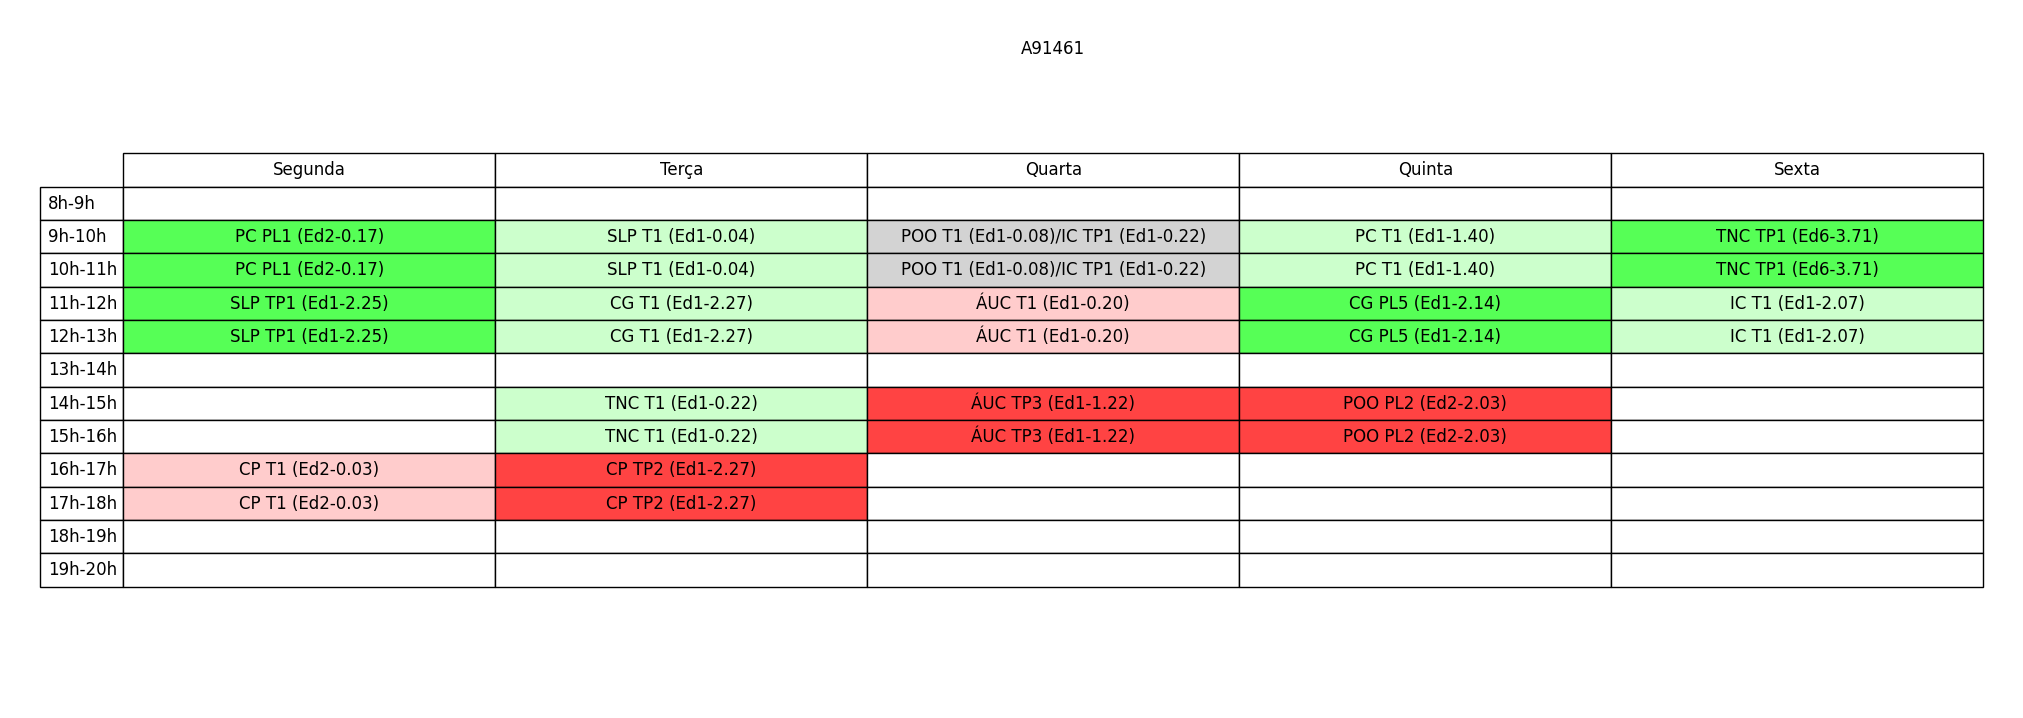 A91461
Segunda Terça Quarta Quinta Sexta
8h-9h
9h-10h PC PL1 (Ed2-0.17) SLP T1 (Ed1-0.04) POO T1 (Ed1-0.08)/IC TP1 (Ed1-0.22) PC T1 (Ed1-1.40) TNC TP1 (Ed6-3.71)
10h-11h PC PL1 (Ed2-0.17) SLP T1 (Ed1-0.04) POO T1 (Ed1-0.08)/IC TP1 (Ed1-0.22) PC T1 (Ed1-1.40) TNC TP1 (Ed6-3.71)
11h-12h SLP TP1 (Ed1-2.25) CG T1 (Ed1-2.27) ÁUC T1 (Ed1-0.20) CG PL5 (Ed1-2.14) IC T1 (Ed1-2.07)
12h-13h SLP TP1 (Ed1-2.25) CG T1 (Ed1-2.27) ÁUC T1 (Ed1-0.20) CG PL5 (Ed1-2.14) IC T1 (Ed1-2.07)
13h-14h
14h-15h TNC T1 (Ed1-0.22) ÁUC TP3 (Ed1-1.22) POO PL2 (Ed2-2.03)
15h-16h TNC T1 (Ed1-0.22) ÁUC TP3 (Ed1-1.22) POO PL2 (Ed2-2.03)
16h-17h CP T1 (Ed2-0.03) CP TP2 (Ed1-2.27)
17h-18h CP T1 (Ed2-0.03) CP TP2 (Ed1-2.27)
18h-19h
19h-20h